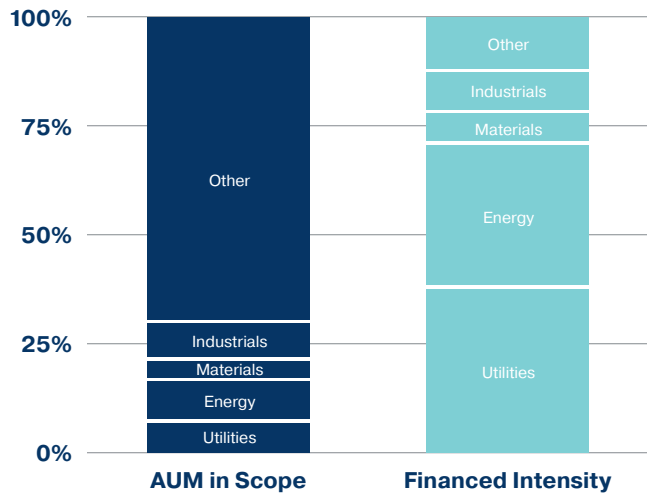 100%
75%
50%
25%
0%
Other
Industrials
Materials
Energy
Utilities
Other
Industrials
Materials
Energy
Utilities
AUM in Scope
Financed Intensity